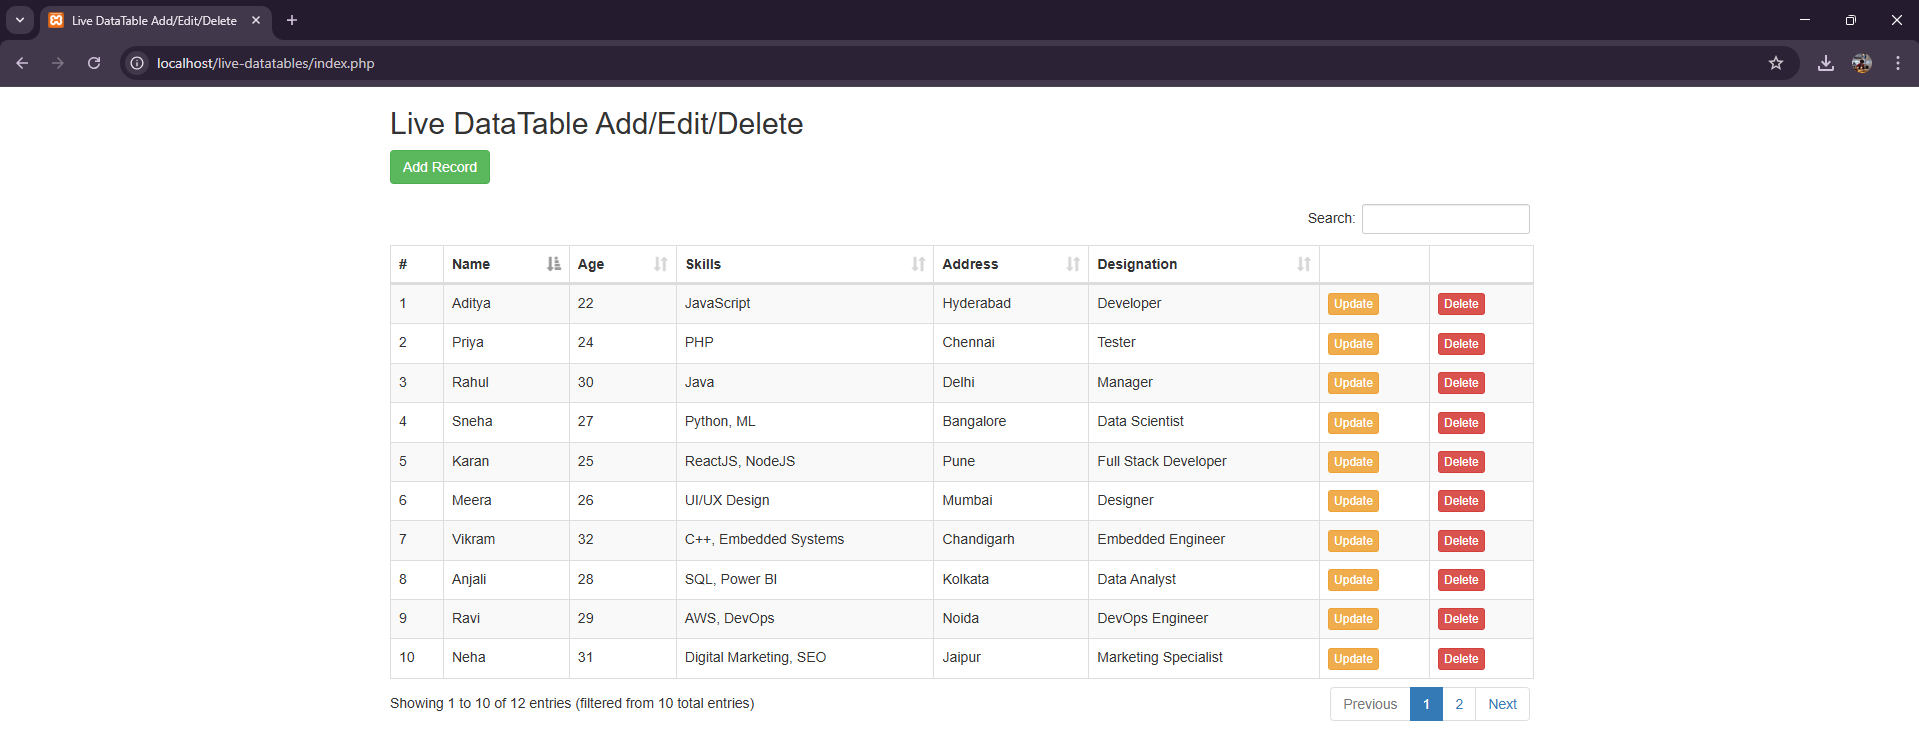 Live DataTable Add/Edit/Delete
localhost/live-datatables/index.php
Live DataTable Add/Edit/Delete
Add Record
Search:
# Name Age Skills Address Designation
1 Aditya 22 JavaScript Hyderabad Developer Update Delete
2 Priya 24 PHP Chennai Tester Update Delete
3 Rahul 30 Java Delhi Manager Update Delete
4 Sneha 27 Python, ML Bangalore Data Scientist Update Delete
5 Karan 25 ReactJS, NodeJS Pune Full Stack Developer Update Delete
6 Meera 26 UI/UX Design Mumbai Designer Update Delete
7 Vikram 32 C++, Embedded Systems Chandigarh Embedded Engineer Update Delete
8 Anjali 28 SQL, Power BI Kolkata Data Analyst Update Delete
9 Ravi 29 AWS, DevOps Noida DevOps Engineer Update Delete
10 Neha 31 Digital Marketing, SEO Jaipur Marketing Specialist Update Delete
Showing 1 to 10 of 12 entries (filtered from 10 total entries) Previous 1 2 Next